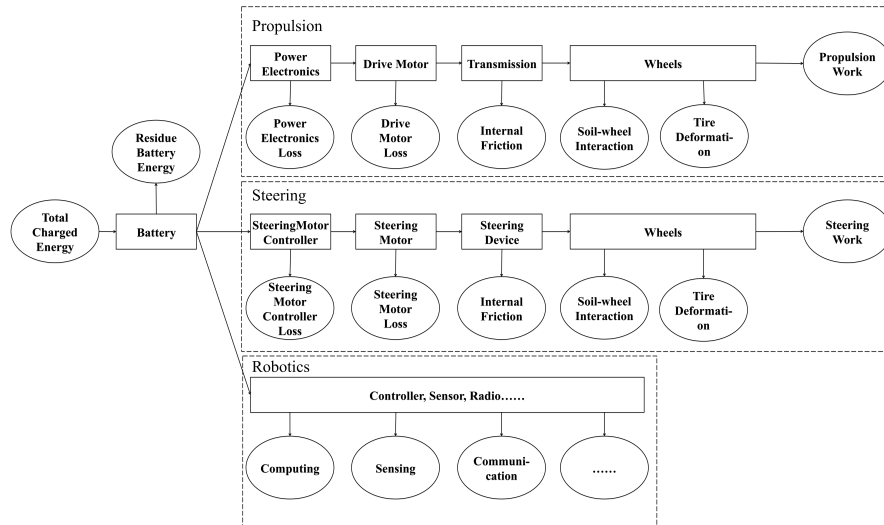 Propulsion
Power
Electronics
Drive Motor
Transmission
Wheels
Propulsion
Work
Power
Electronics
Loss
Drive
Motor
Loss
Internal
Friction
Soil-wheel
Interaction
Tire
Deformati-
on
Residue
Battery
Energy
Total
Charged
Energy
Battery
Steering
SteeringMotor
Controller
Steering
Motor
Steering
Device
Wheels
Steering
Work
Steering
Motor
Controller
Loss
Steering
Motor
Loss
Internal
Friction
Soil-wheel
Interaction
Tire
Deformati-
on
Robotics
Controller, Sensor, Radio……
Computing
Sensing
Communi-
cation
……